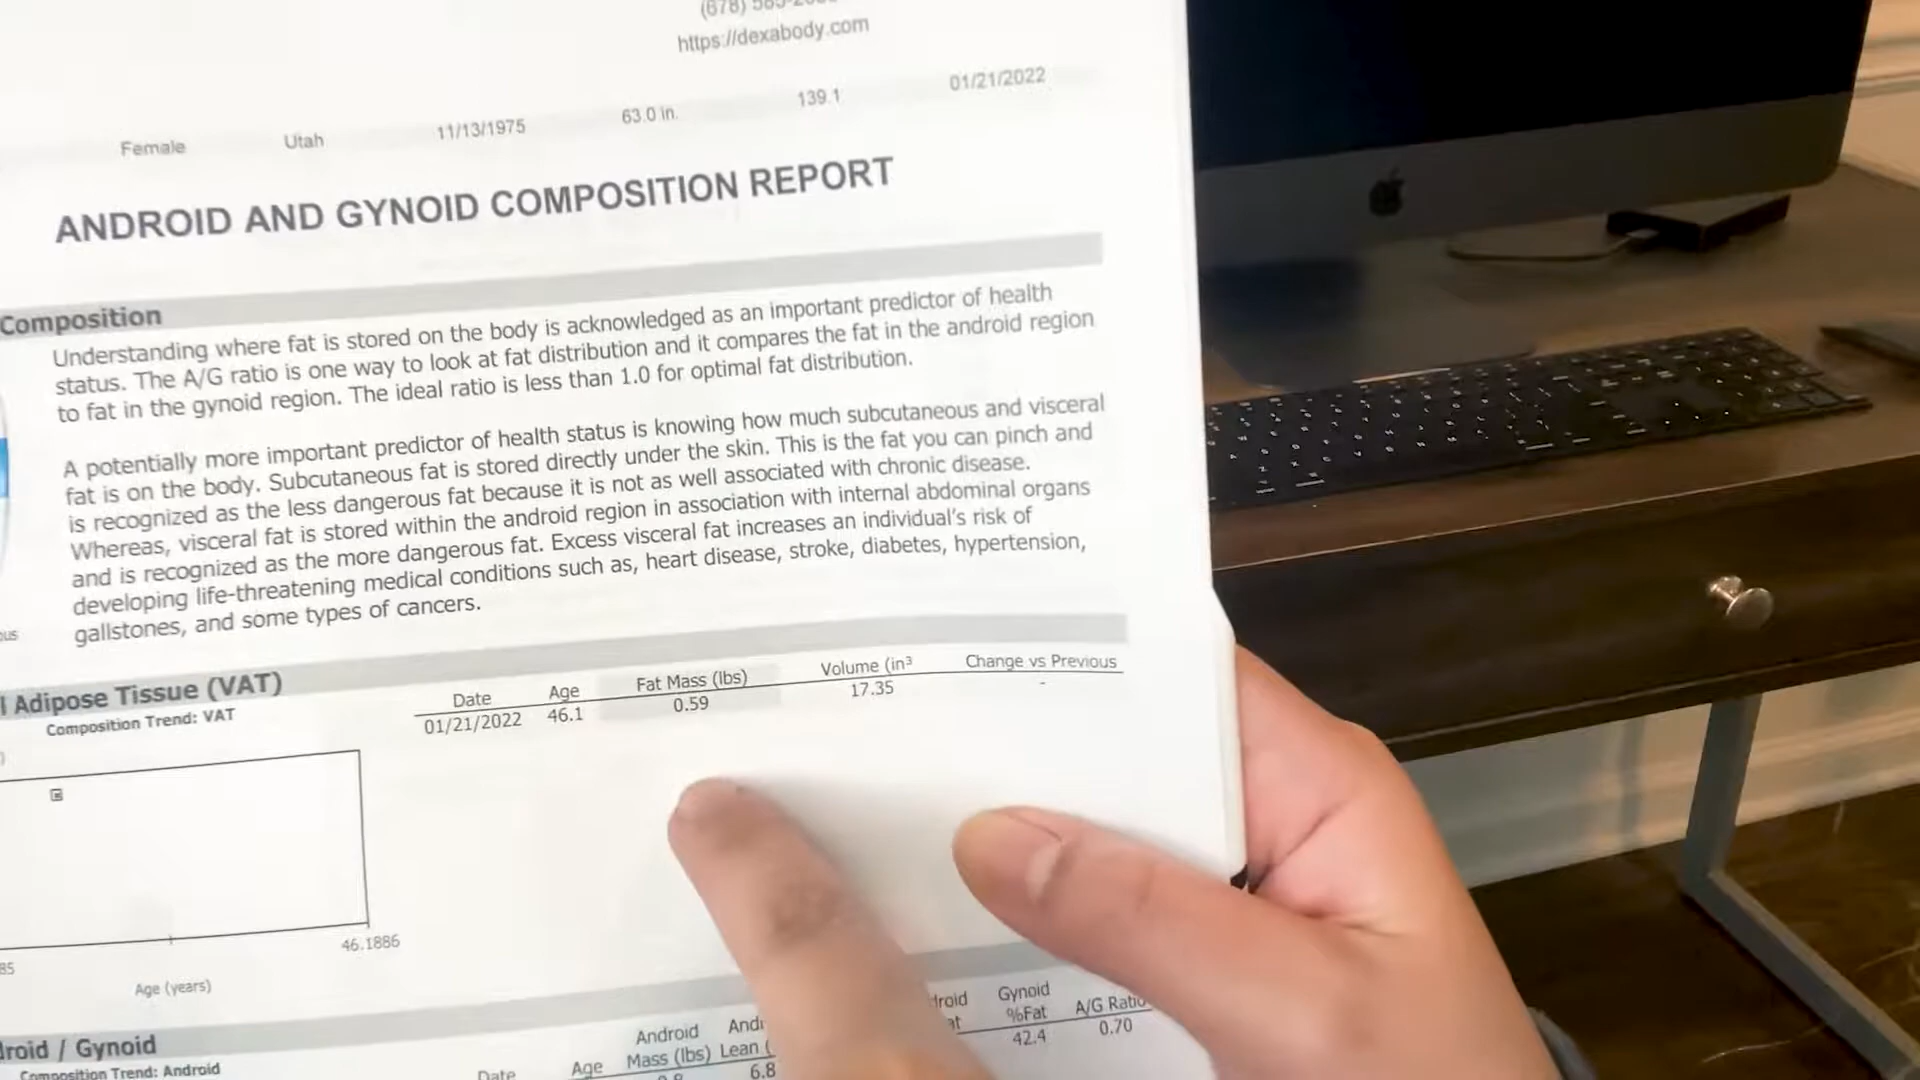 https://dexabody.com
Female Utah 11/13/1975 63.0 in. 139.1 01/21/2022
ANDROID AND GYNOID COMPOSITION REPORT
Composition
Understanding where fat is stored on the body is acknowledged as an important predictor of health
status. The A/G ratio is one way to look at fat distribution and it compares the fat in the android region
to fat in the gynoid region. The ideal ratio is less than 1.0 for optimal fat distribution.
A potentially more important predictor of health status is knowing how much subcutaneous and visceral
fat is on the body. Subcutaneous fat is stored directly under the skin. This is the fat you can pinch and
is recognized as the less dangerous fat because it is not as well associated with chronic disease.
Whereas, visceral fat is stored within the android region in association with internal abdominal organs
and is recognized as the more dangerous fat. Excess visceral fat increases an individual's risk of
developing life-threatening medical conditions such as, heart disease, stroke, diabetes, hypertension,
gallstones, and some types of cancers.
Adipose Tissue (VAT)
Composition Trend: VAT
Date Age Fat Mass (lbs) Volume (in³ Change vs Previous
01/21/2022 46.1 0.59 17.35 -
46.1886
Age (years)
/ Gynoid
Composition Trend: Android
Date Age Android Mass (lbs) Lean ( Gynoid %Fat A/G Ratio
6.8 42.4 0.70